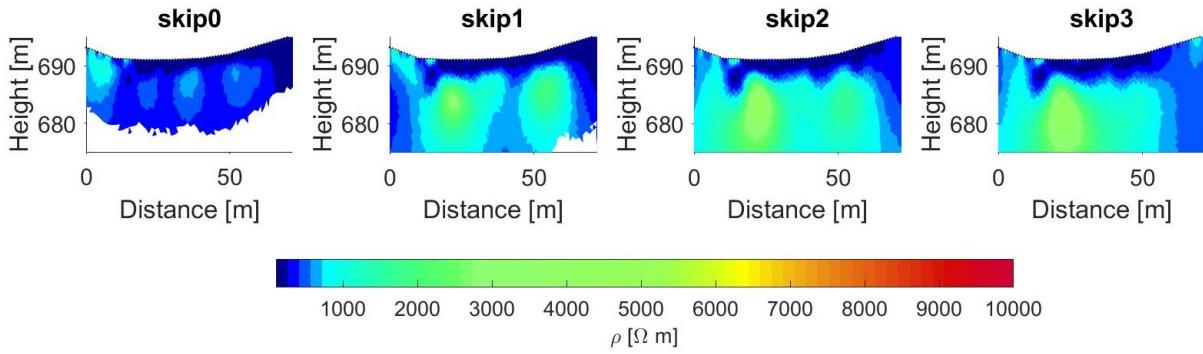 skip0 skip1 skip2 skip3
Height [m] Height [m] Height [m] Height [m]
690 690 690 690
680 680 680 680
0 50 0 50 0 50 0 50
Distance [m] Distance [m] Distance [m] Distance [m]
1000 2000 3000 4000 5000 6000 7000 8000 9000 10000
ρ [Ω m]